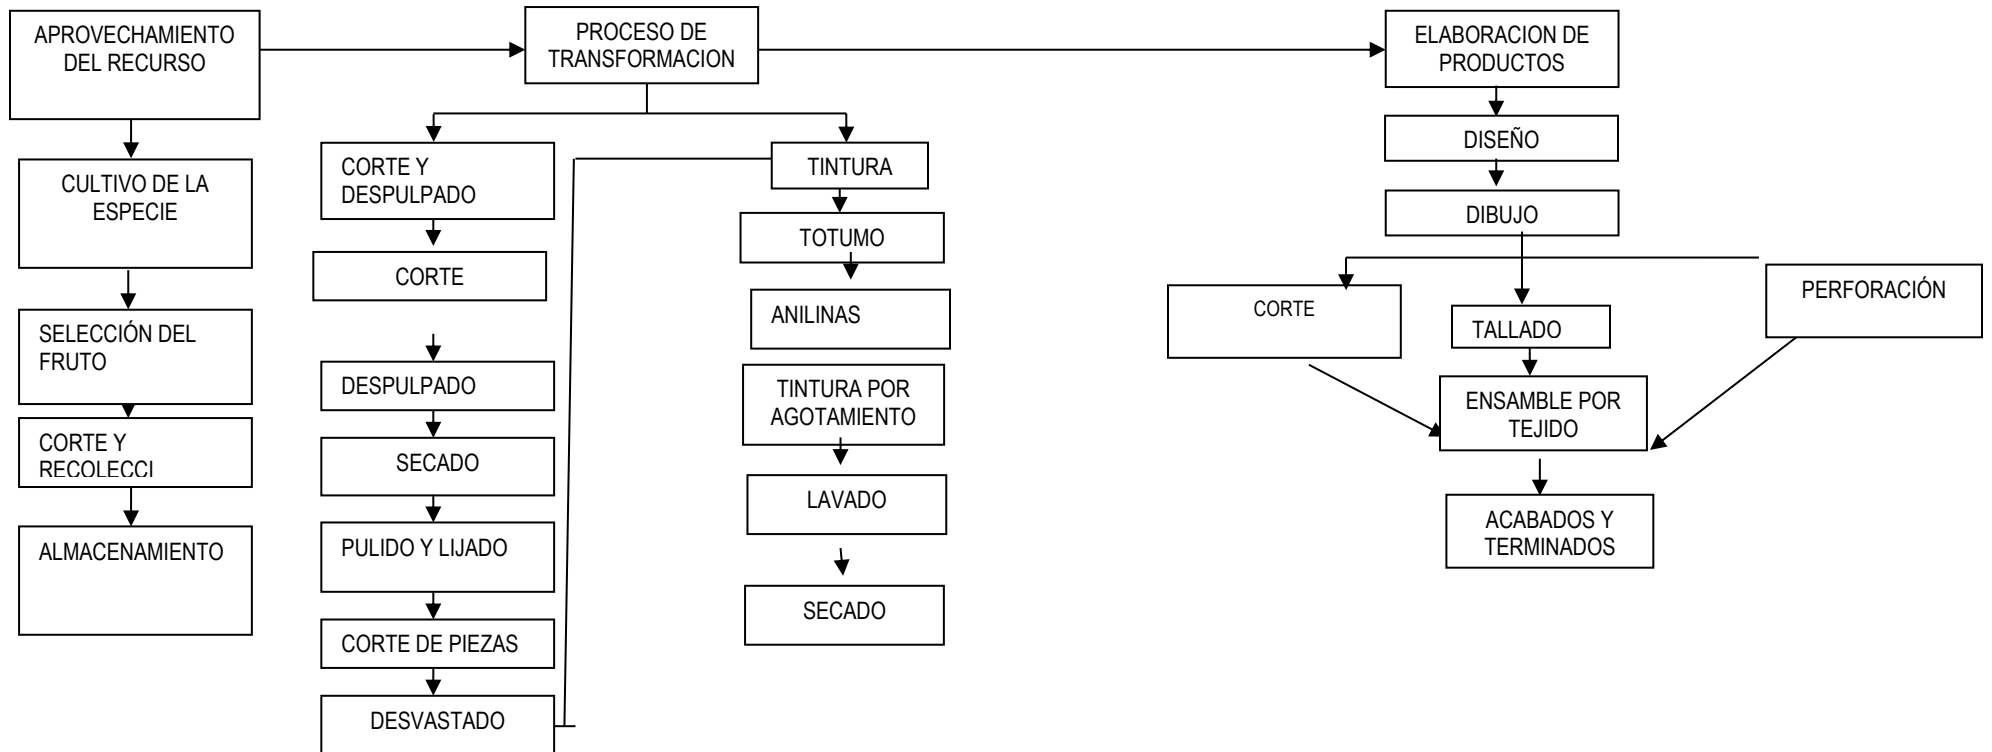 APROVECHAMIENTO
DEL RECURSO
CULTIVO DE LA
ESPECIE
SELECCIÓN DEL
FRUTO
CORTE Y
RECOLECCI
ALMACENAMIENTO
PROCESO DE
TRANSFORMACION
CORTE Y
DESPULPADO
CORTE
DESPULPADO
SECADO
PULIDO Y LIJADO
CORTE DE PIEZAS
DESVASTADO
TINTURA
TOTUMO
ANILINAS
TINTURA POR
AGOTAMIENTO
LAVADO
SECADO
ELABORACION DE
PRODUCTOS
DISEÑO
DIBUJO
CORTE
TALLADO
PERFORACIÓN
ENSAMBLE POR
TEJIDO
ACABADOS Y
TERMINADOS